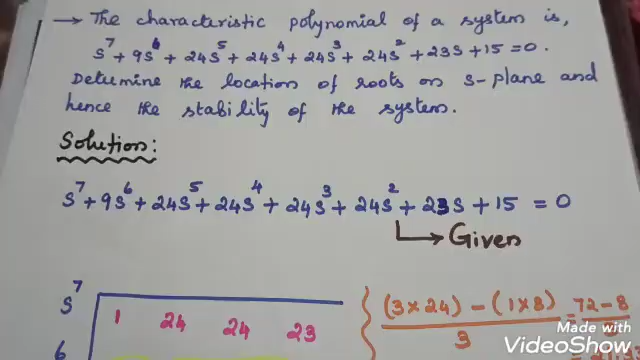 → The characteristic polynomial of a system is,
s⁷ + 9s⁶ + 24s⁵ + 24s⁴ + 24s³ + 24s² + 23s + 15 = 0.
Determine the location of roots on s-plane and
hence the stability of the system.
Solution:
s⁷ + 9s⁶ + 24s⁵ + 24s⁴ + 24s³ + 24s² + 23s + 15 = 0
Given
s⁷ 1 24 24 23
(3 x 24) - (1 x 8) / 3 = 72 - 8
6
Made with
VideoShow